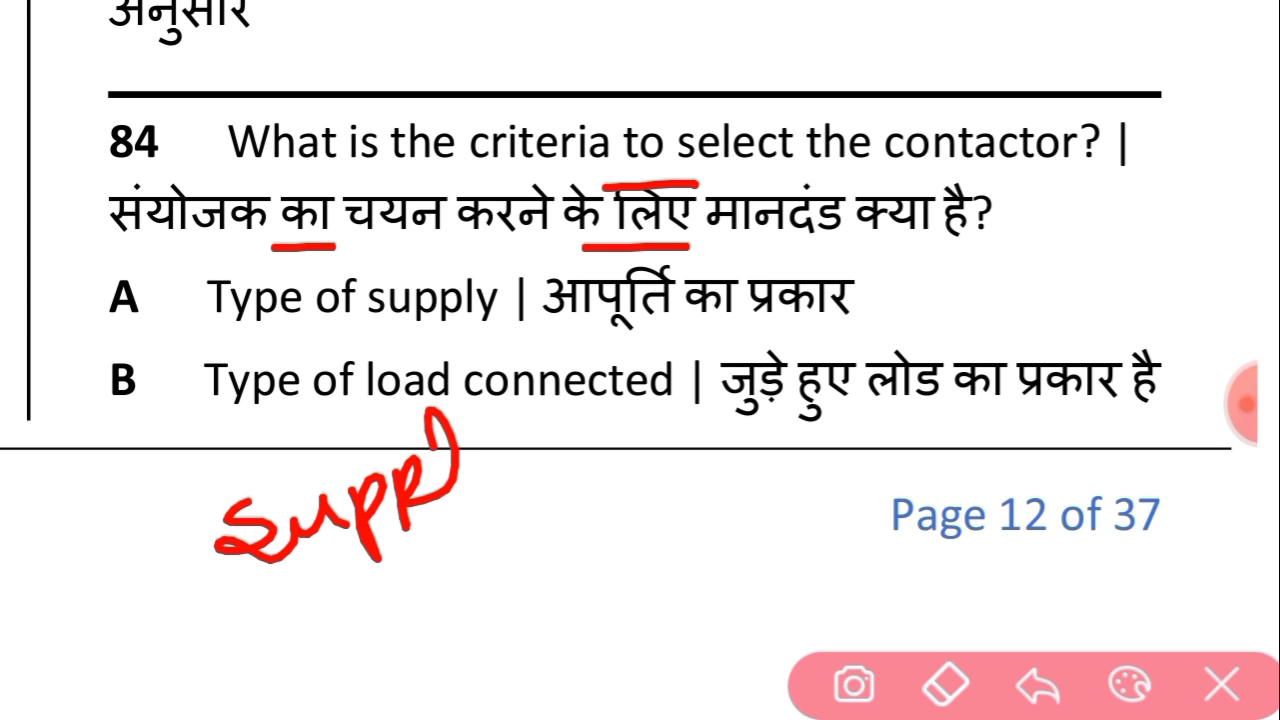 अनुसार
84 What is the criteria to select the contactor? |
संयोजक का चयन करने के लिए मानदंड क्या है?
A Type of supply | आपूर्ति का प्रकार
B Type of load connected | जुड़े हुए लोड का प्रकार है
Suppl
Page 12 of 37